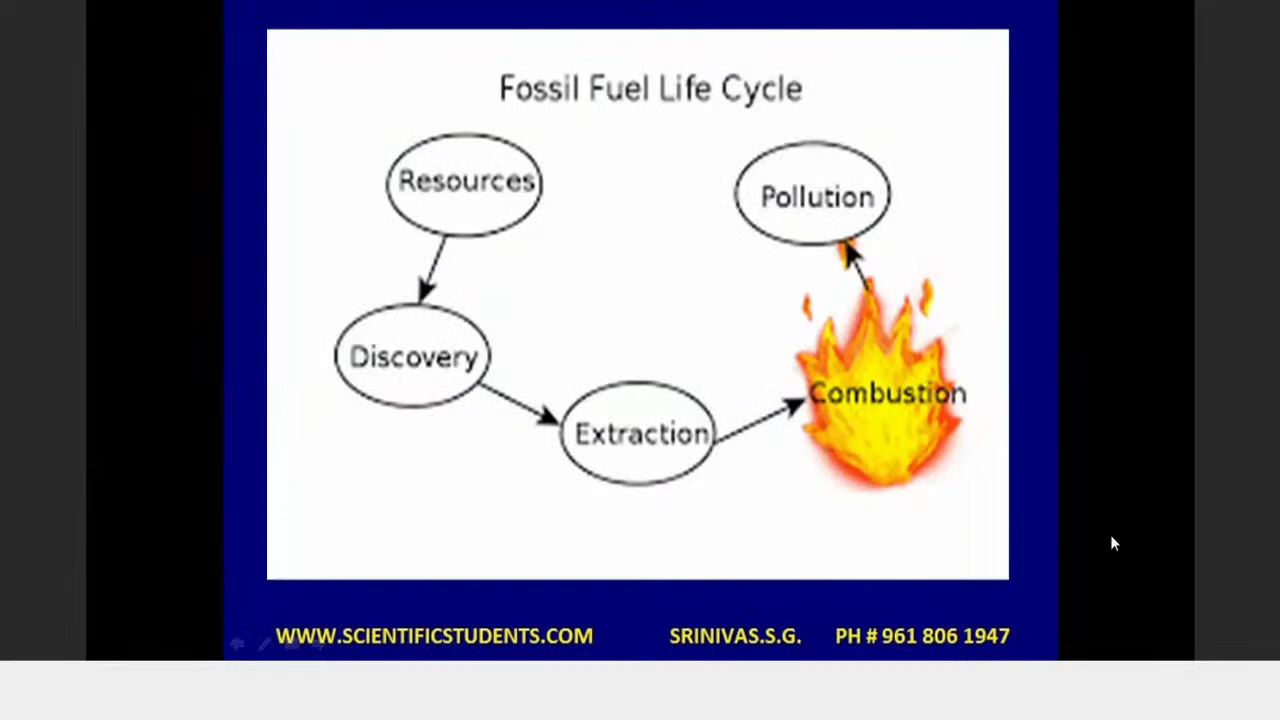 Fossil Fuel Life Cycle
Resources
Pollution
Discovery
Combustion
Extraction
WWW.SCIENTIFICSTUDENTS.COM SRINIVAS.S.G. PH # 961 806 1947